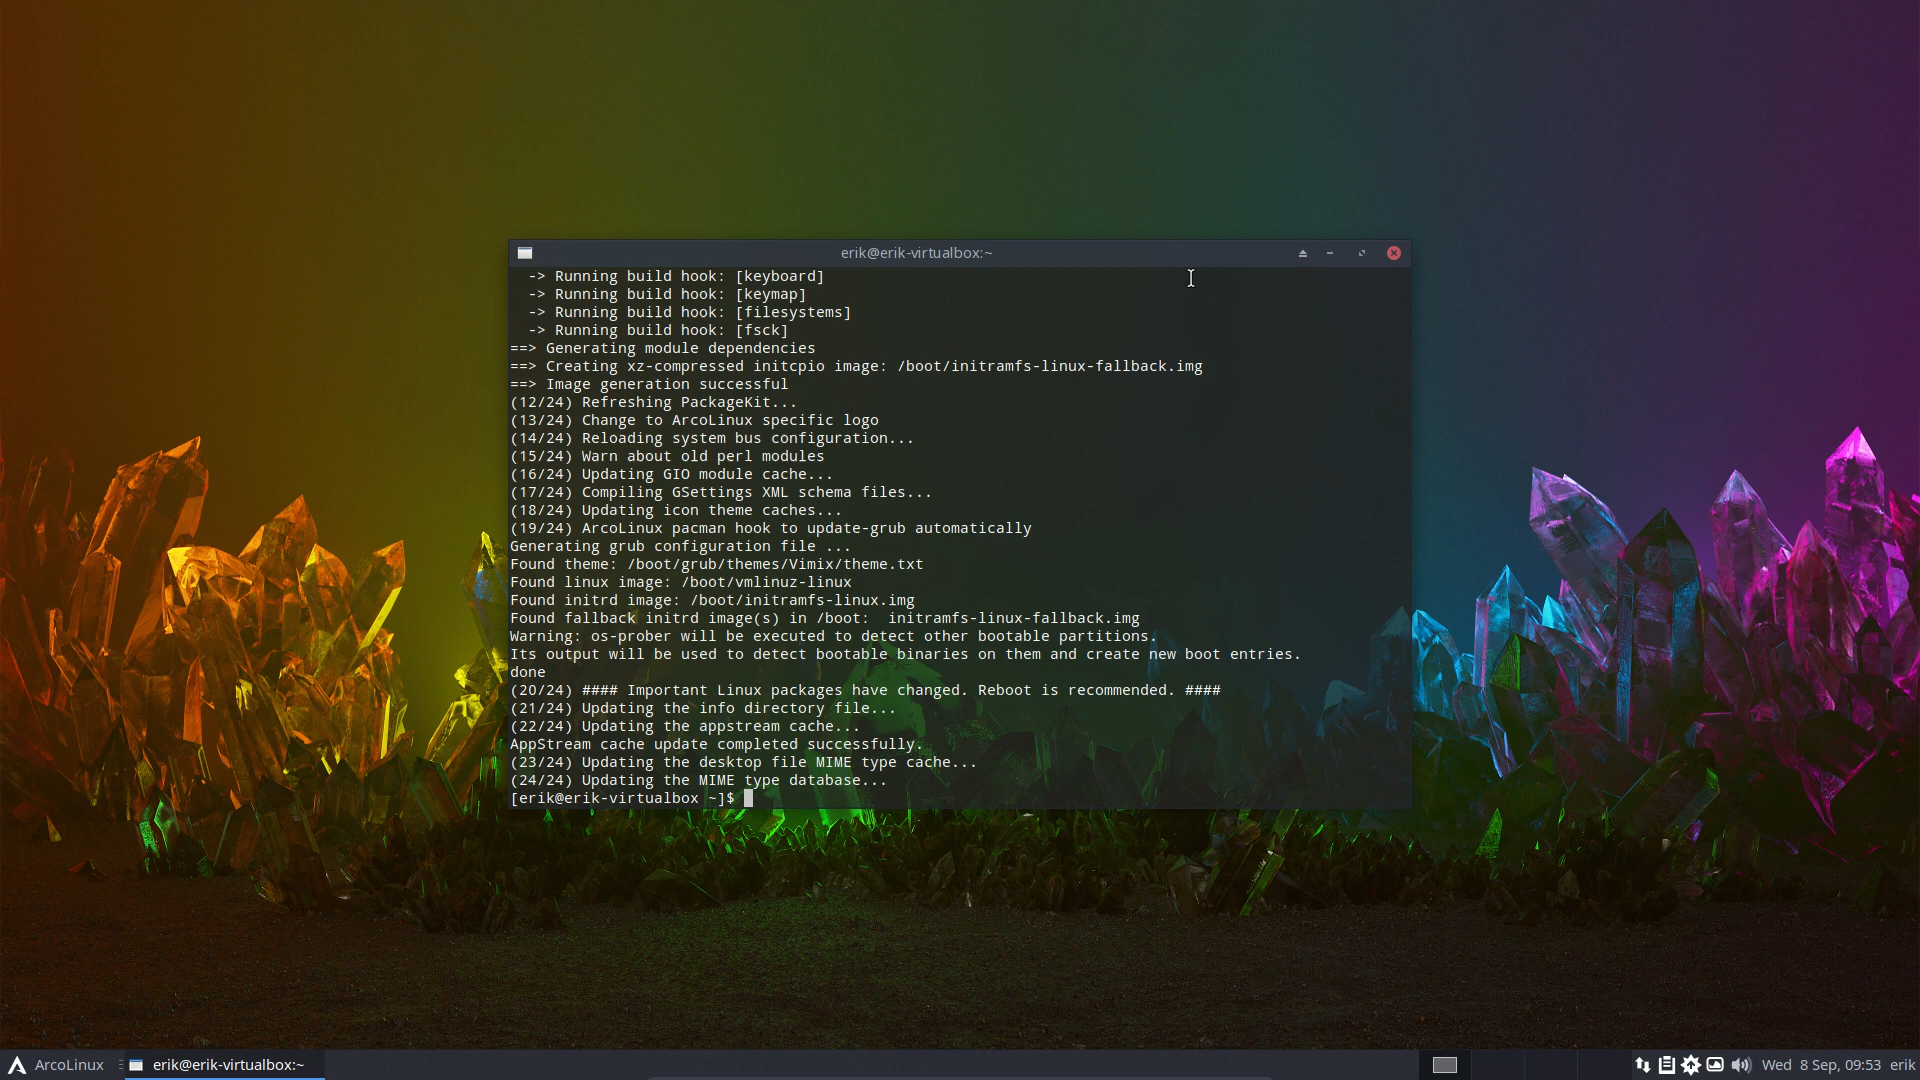 erik@erik-virtualbox:~
-> Running build hook: [keyboard]
-> Running build hook: [keymap]
-> Running build hook: [filesystems]
-> Running build hook: [fsck]
==> Generating module dependencies
==> Creating xz-compressed initcpio image: /boot/initramfs-linux-fallback.img
==> Image generation successful
(12/24) Refreshing PackageKit...
(13/24) Change to ArcoLinux specific logo
(14/24) Reloading system bus configuration...
(15/24) Warn about old perl modules
(16/24) Updating GIO module cache...
(17/24) Compiling GSettings XML schema files...
(18/24) Updating icon theme caches...
(19/24) ArcoLinux pacman hook to update-grub automatically
Generating grub configuration file ...
Found theme: /boot/grub/themes/Vimix/theme.txt
Found linux image: /boot/vmlinuz-linux
Found initrd image: /boot/initramfs-linux.img
Found fallback initrd image(s) in /boot:  initramfs-linux-fallback.img
Warning: os-prober will be executed to detect other bootable partitions.
Its output will be used to detect bootable binaries on them and create new boot entries.
done
(20/24) #### Important Linux packages have changed. Reboot is recommended. ####
(21/24) Updating the info directory file...
(22/24) Updating the appstream cache...
AppStream cache update completed successfully.
(23/24) Updating the desktop file MIME type cache...
(24/24) Updating the MIME type database...
[erik@erik-virtualbox ~]$
ArcoLinux erik@erik-virtualbox:~ Wed  8 Sep, 09:53 erik